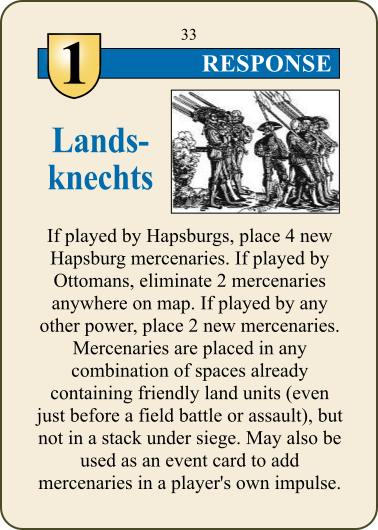 33
1
RESPONSE
Lands-
knechts
If played by Hapsburgs, place 4 new
Hapsburg mercenaries. If played by
Ottomans, eliminate 2 mercenaries
anywhere on map. If played by any
other power, place 2 new mercenaries.
Mercenaries are placed in any
combination of spaces already
containing friendly land units (even
just before a field battle or assault), but
not in a stack under siege. May also be
used as an event card to add
mercenaries in a player's own impulse.